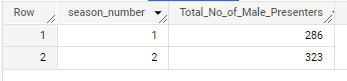 Row season_number Total_No_of_Male_Presenters
1 1 286
2 2 323